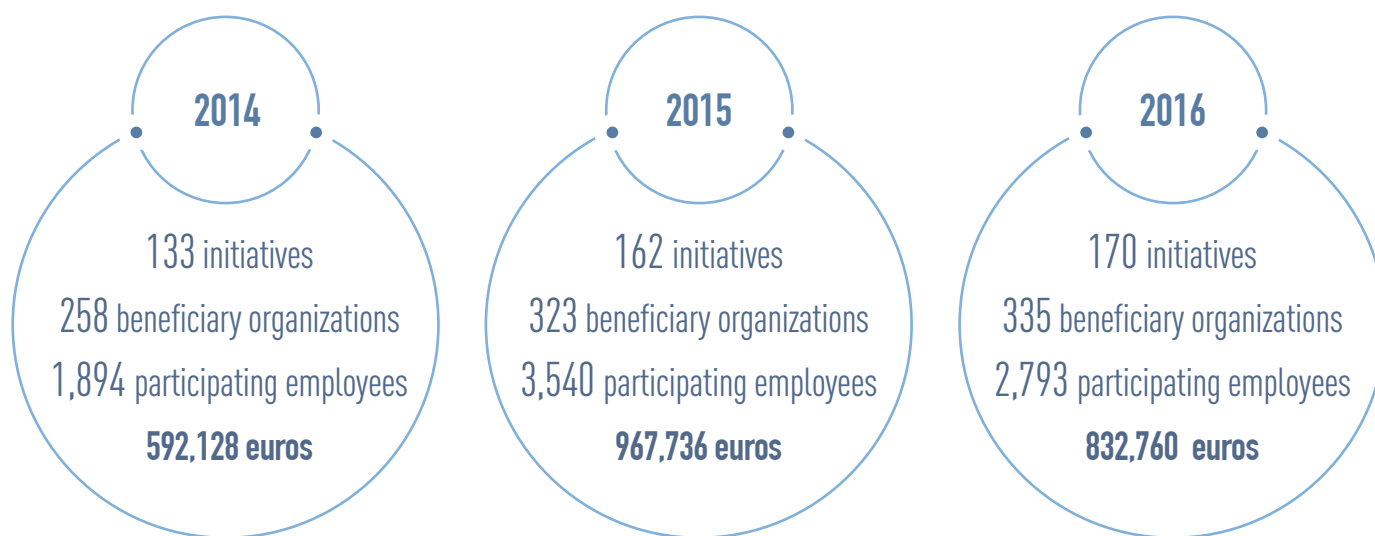 2014
133 initiatives
258 beneficiary organizations
1,894 participating employees
592,128 euros
2015
162 initiatives
323 beneficiary organizations
3,540 participating employees
967,736 euros
2016
170 initiatives
335 beneficiary organizations
2,793 participating employees
832,760 euros